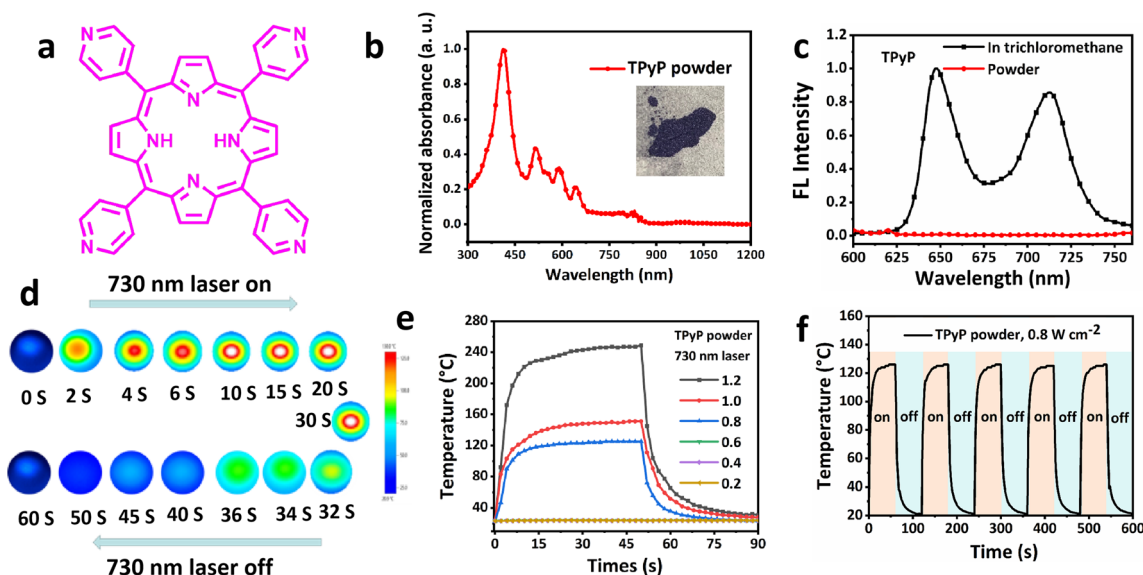 a
N
N
N
NH
HN
N
N
N
b
Normalized absorbance (a. u.)
1.0
0.8
0.6
0.4
0.2
0.0
TPyP powder
300
450
600
750
900
1050
1200
Wavelength (nm)
c
FL Intensity
1.2
1.0
0.8
0.6
0.4
0.2
0.0
TPyP
In trichloromethane
Powder
600
625
650
675
700
725
750
Wavelength (nm)
d
730 nm laser on
0 S
2 S
4 S
6 S
10 S
15 S
20 S
30 S
60 S
50 S
45 S
40 S
36 S
34 S
32 S
730 nm laser off
e
Temperature (°C)
280
240
200
160
120
80
40
TPyP powder
730 nm laser
1.2
1.0
0.8
0.6
0.4
0.2
0
15
30
45
60
75
90
Times (s)
f
Temperature (°C)
160
140
120
100
80
60
40
20
TPyP powder, 0.8 W cm⁻²
on
off
on
off
on
off
on
off
on
off
0
100
200
300
400
500
600
Time (s)